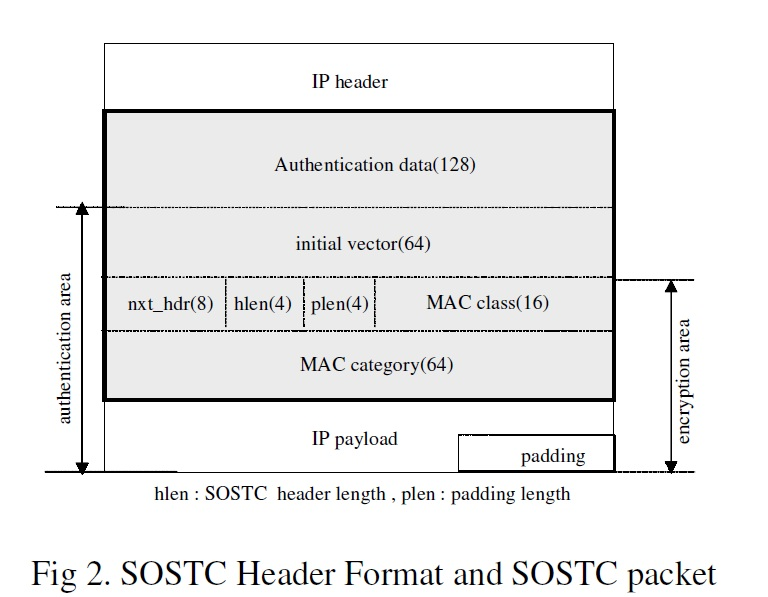 IP header
Authentication data(128)
initial vector(64)
nxt_hdr(8) hlen(4) plen(4) MAC class(16)
MAC category(64)
authentication area
encryption area
IP payload
padding
hlen : SOSTC header length , plen : padding length
Fig 2. SOSTC Header Format and SOSTC packet